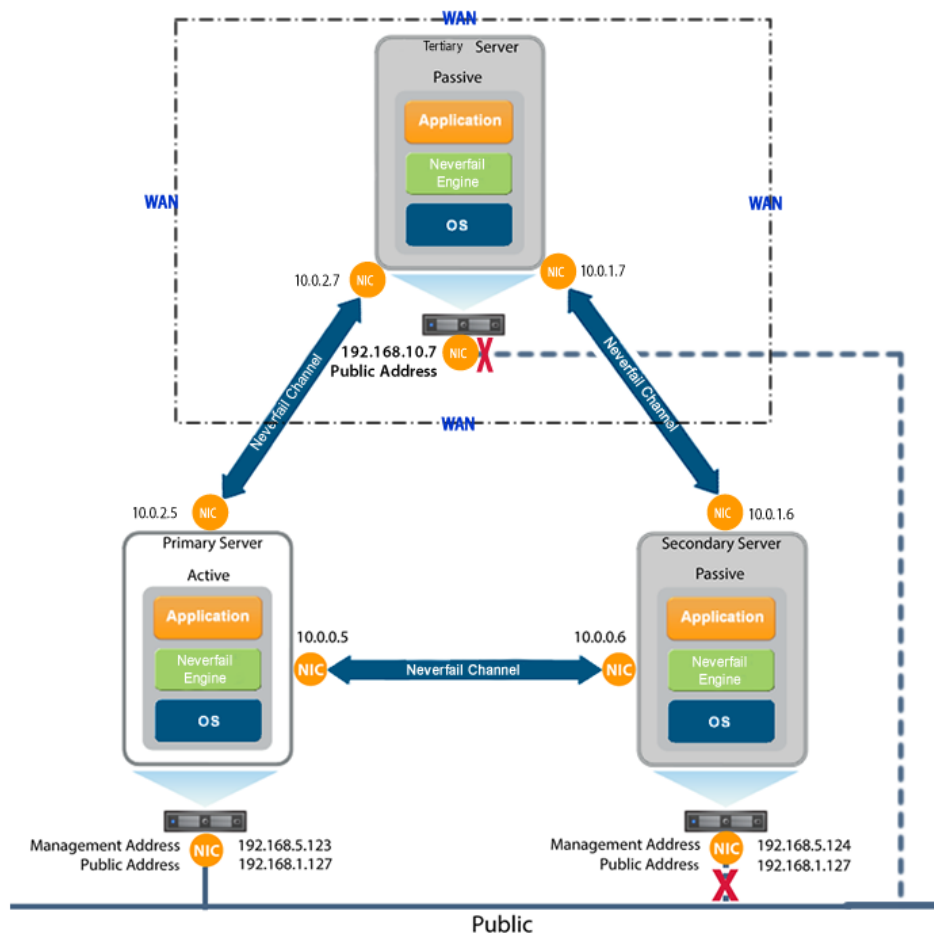 WAN
Tertiary Server
Passive
Application
Neverfail
Engine
OS
WAN
WAN
10.0.2.7
NIC
NIC
10.0.1.7
192.168.10.7
Public Address
NIC
X
Neverfail Channel
Neverfail Channel
WAN
10.0.2.5
NIC
NIC
10.0.1.6
Primary Server
Active
Application
Neverfail
Engine
OS
Secondary Server
Passive
Application
Neverfail
Engine
OS
10.0.0.5
NIC
Neverfail Channel
10.0.0.6
NIC
Management Address
Public Address
NIC
192.168.5.123
192.168.1.127
Management Address
Public Address
NIC
192.168.5.124
192.168.1.127
X
Public